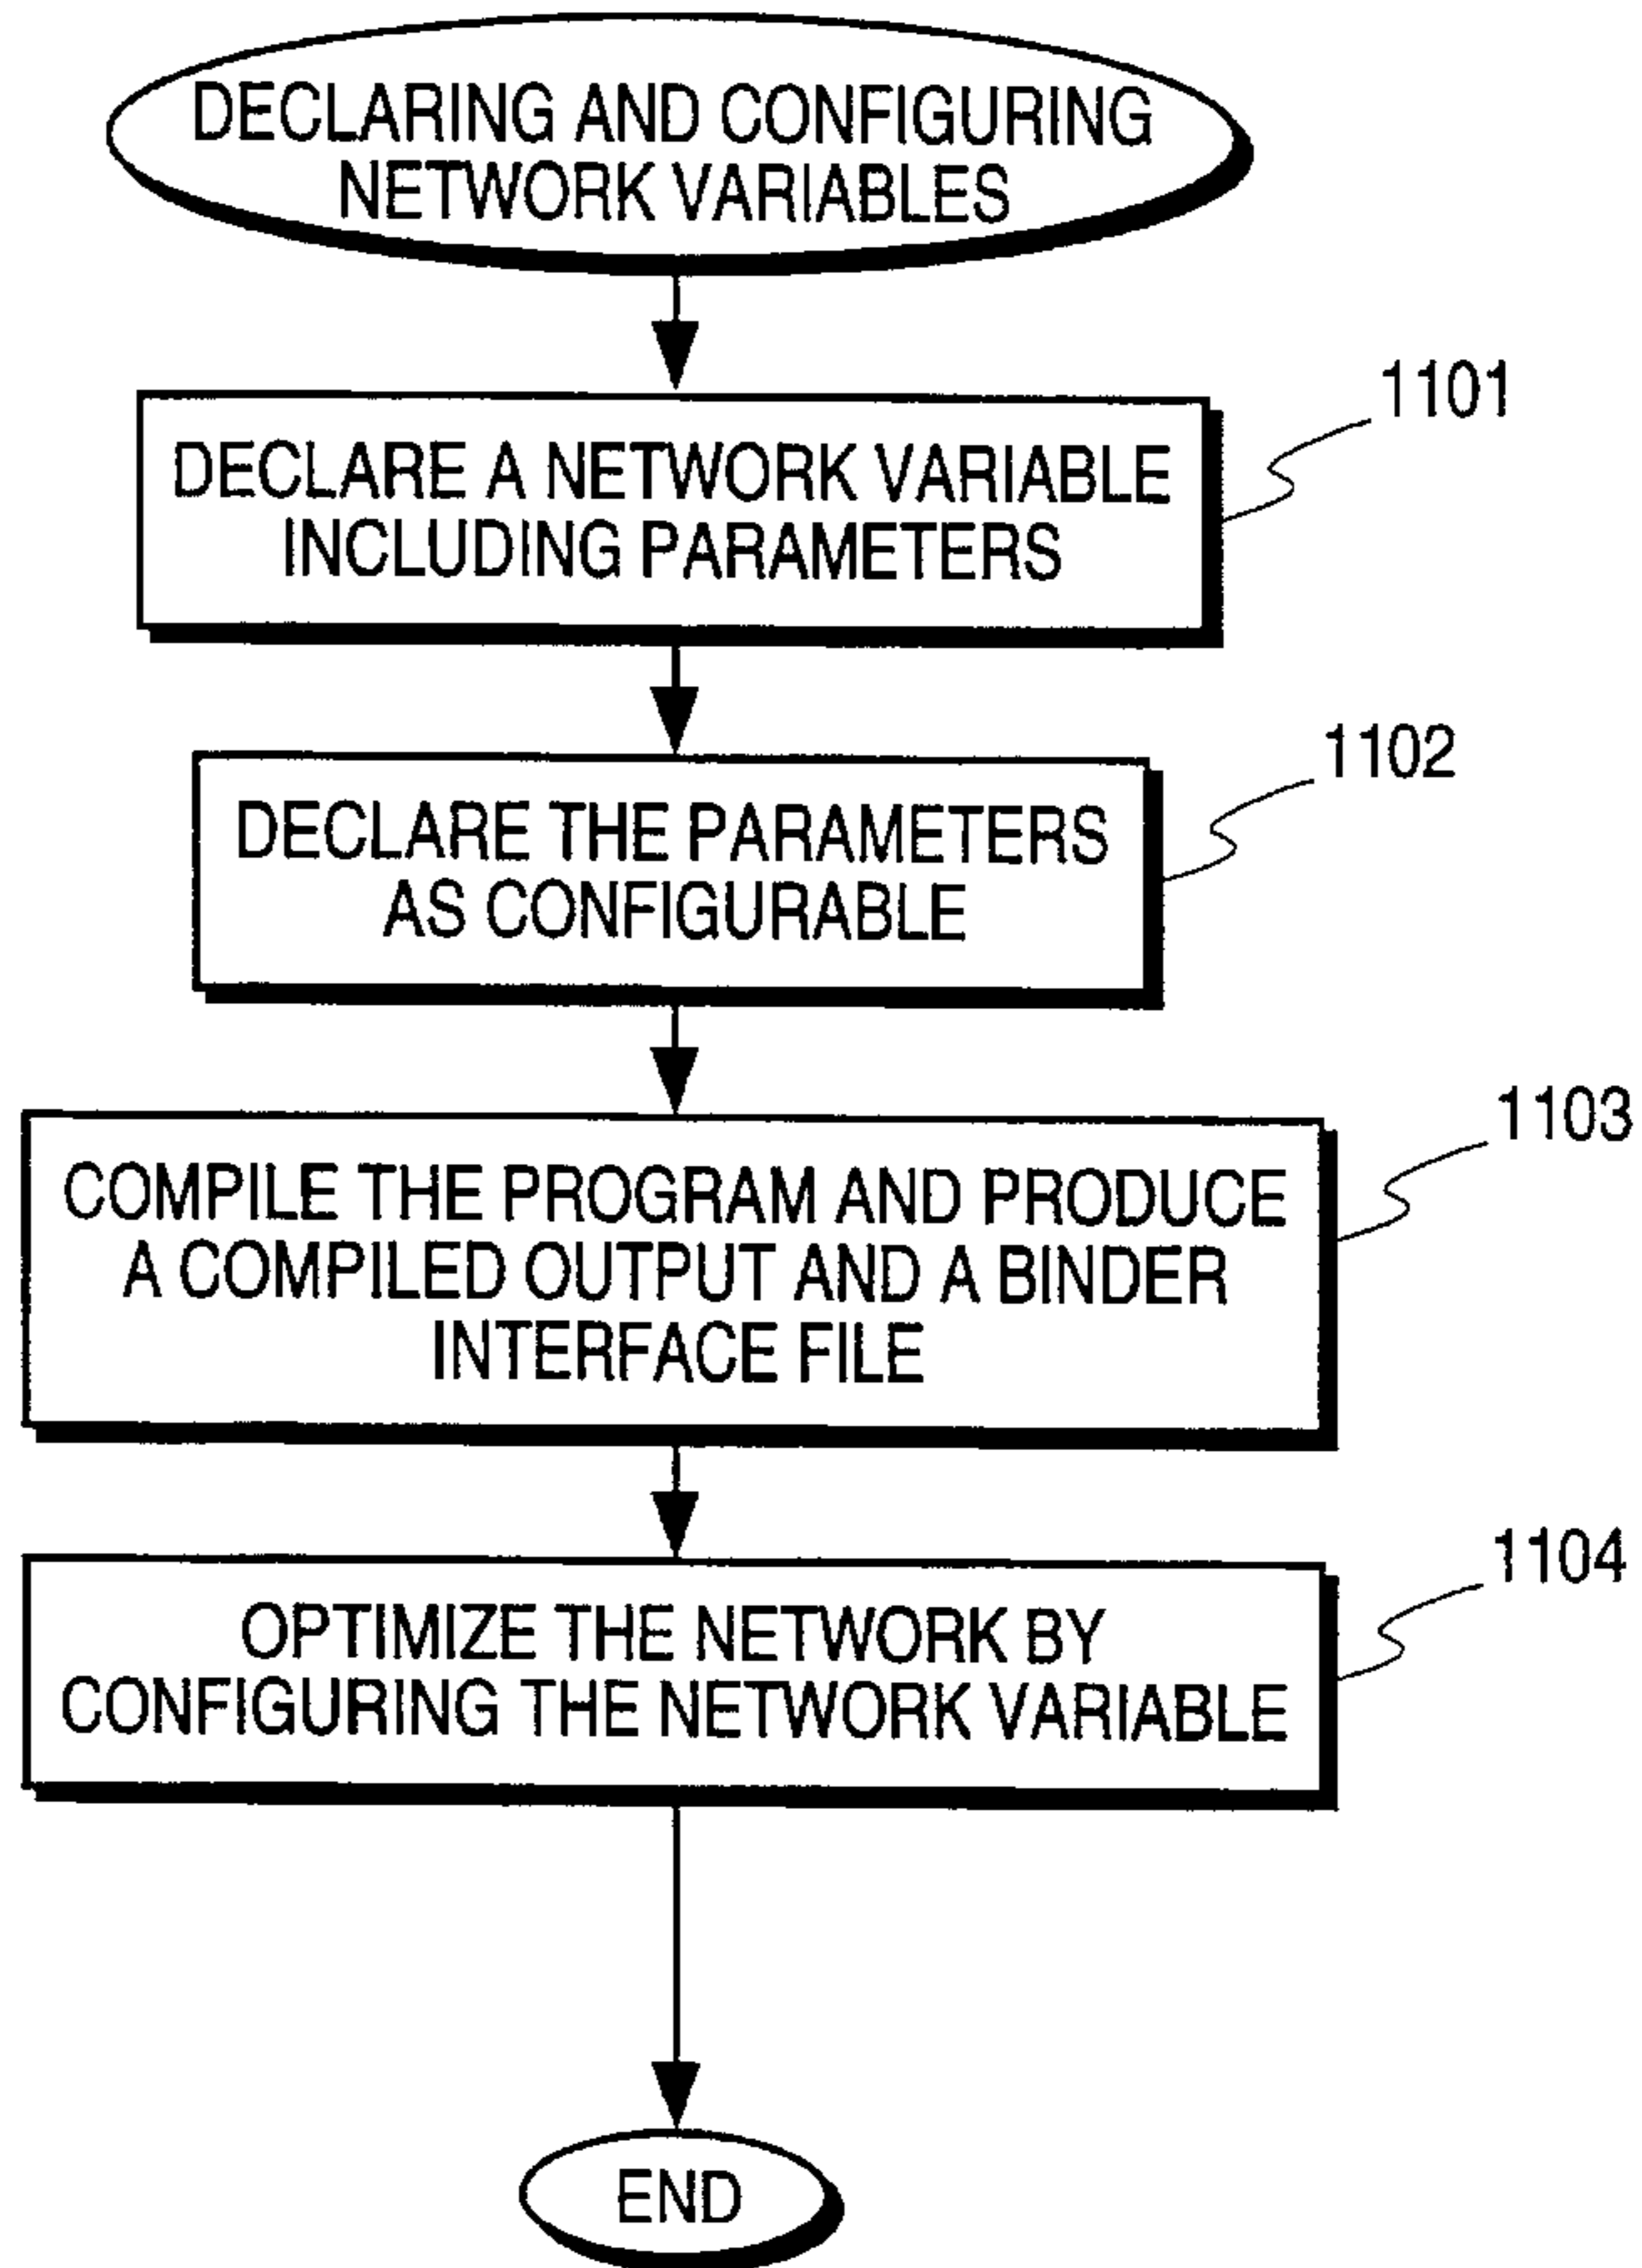 DECLARING AND CONFIGURING
NETWORK VARIABLES
1101
DECLARE A NETWORK VARIABLE
INCLUDING PARAMETERS
1102
DECLARE THE PARAMETERS
AS CONFIGURABLE
1103
COMPILE THE PROGRAM AND PRODUCE
A COMPILED OUTPUT AND A BINDER
INTERFACE FILE
1104
OPTIMIZE THE NETWORK BY
CONFIGURING THE NETWORK VARIABLE
END